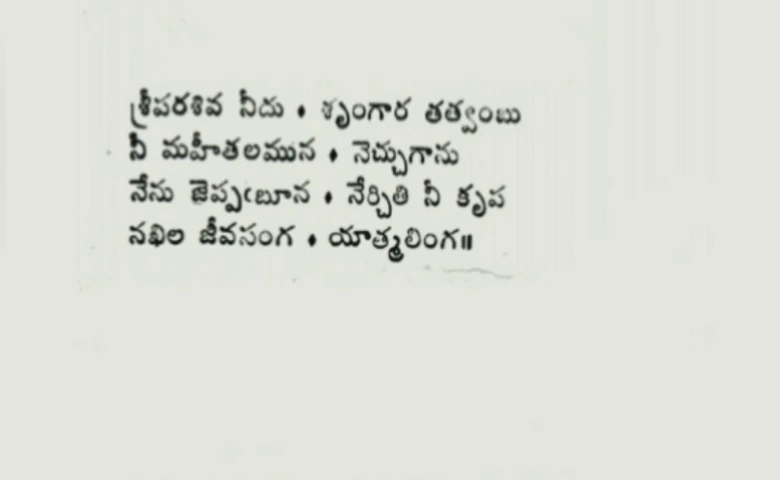 శ్రీపరశివ నీదు ♦ శృంగార తత్వంబు
నీ మహీతలమున ♦ నెచ్చుగాను
నేను జెప్పఁబూన ♦ నేర్చితి నీ కృప
నఖిల జీవసంగ ♦ యాత్మలింగ॥